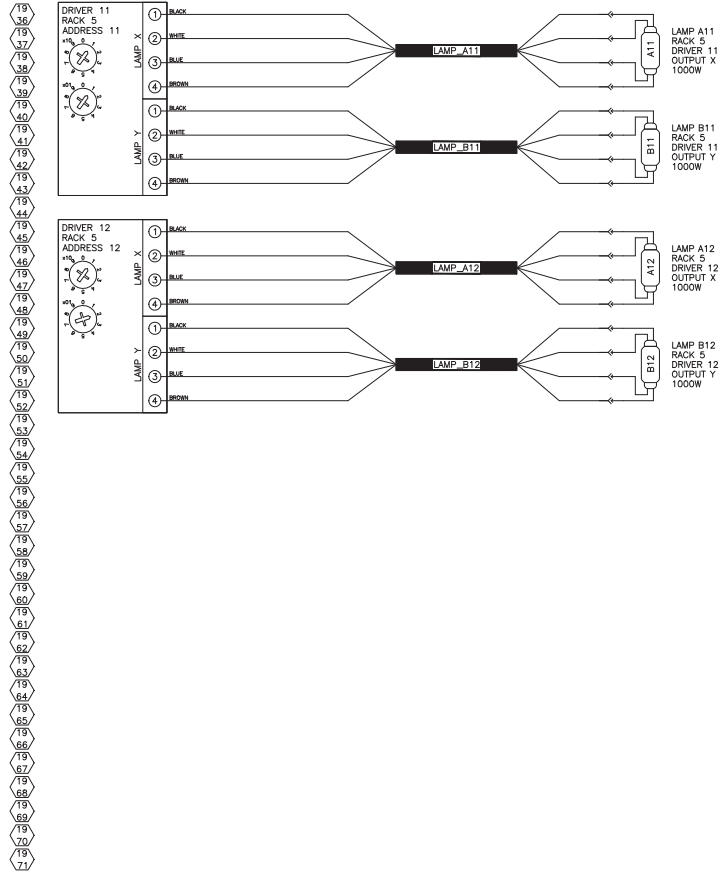 19
36
19
37
19
38
19
39
19
40
19
41
19
42
19
43
19
44
19
45
19
46
19
47
19
48
19
49
19
50
19
51
19
52
19
53
19
54
19
55
19
56
19
57
19
58
19
59
19
60
19
61
19
62
19
63
19
64
19
65
19
66
19
67
19
68
19
69
19
70
19
71
DRIVER 11
RACK 5
ADDRESS 11
x10
LAMP X
1 BLACK
2 WHITE
3 BLUE
4 BROWN
LAMP_A11
A11
LAMP A11
RACK 5
DRIVER 11
OUTPUT X
1000W
LAMP Y
1 BLACK
2 WHITE
3 BLUE
4 BROWN
LAMP_B11
B11
LAMP B11
RACK 5
DRIVER 11
OUTPUT Y
1000W
DRIVER 12
RACK 5
ADDRESS 12
x10
LAMP X
1 BLACK
2 WHITE
3 BLUE
4 BROWN
LAMP_A12
A12
LAMP A12
RACK 5
DRIVER 12
OUTPUT X
1000W
LAMP Y
1 BLACK
2 WHITE
3 BLUE
4 BROWN
LAMP_B12
B12
LAMP B12
RACK 5
DRIVER 12
OUTPUT Y
1000W